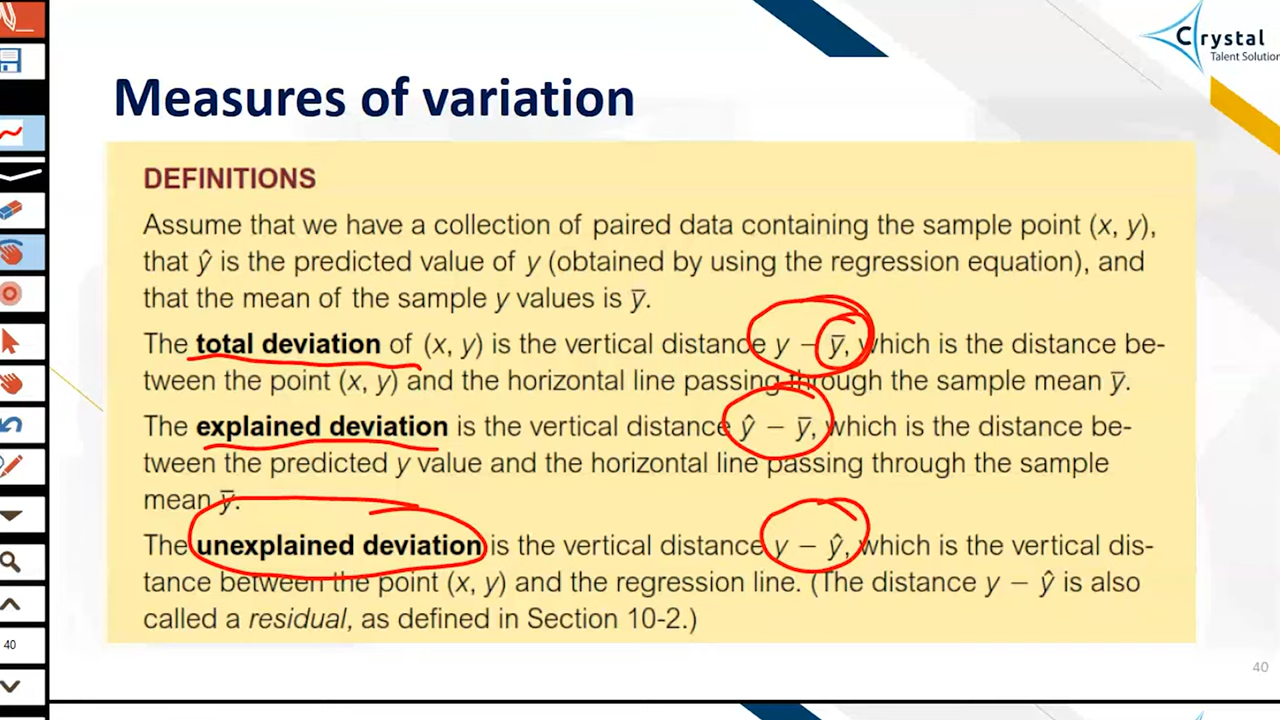 Crystal
Talent Solution
Measures of variation
DEFINITIONS
Assume that we have a collection of paired data containing the sample point (x, y),
that ŷ is the predicted value of y (obtained by using the regression equation), and
that the mean of the sample y values is ȳ.
The total deviation of (x, y) is the vertical distance y − ȳ, which is the distance be-
tween the point (x, y) and the horizontal line passing through the sample mean ȳ.
The explained deviation is the vertical distance ŷ − ȳ, which is the distance be-
tween the predicted y value and the horizontal line passing through the sample
mean ȳ.
The unexplained deviation is the vertical distance y − ŷ, which is the vertical dis-
tance between the point (x, y) and the regression line. (The distance y − ŷ is also
called a residual, as defined in Section 10-2.)
40
40